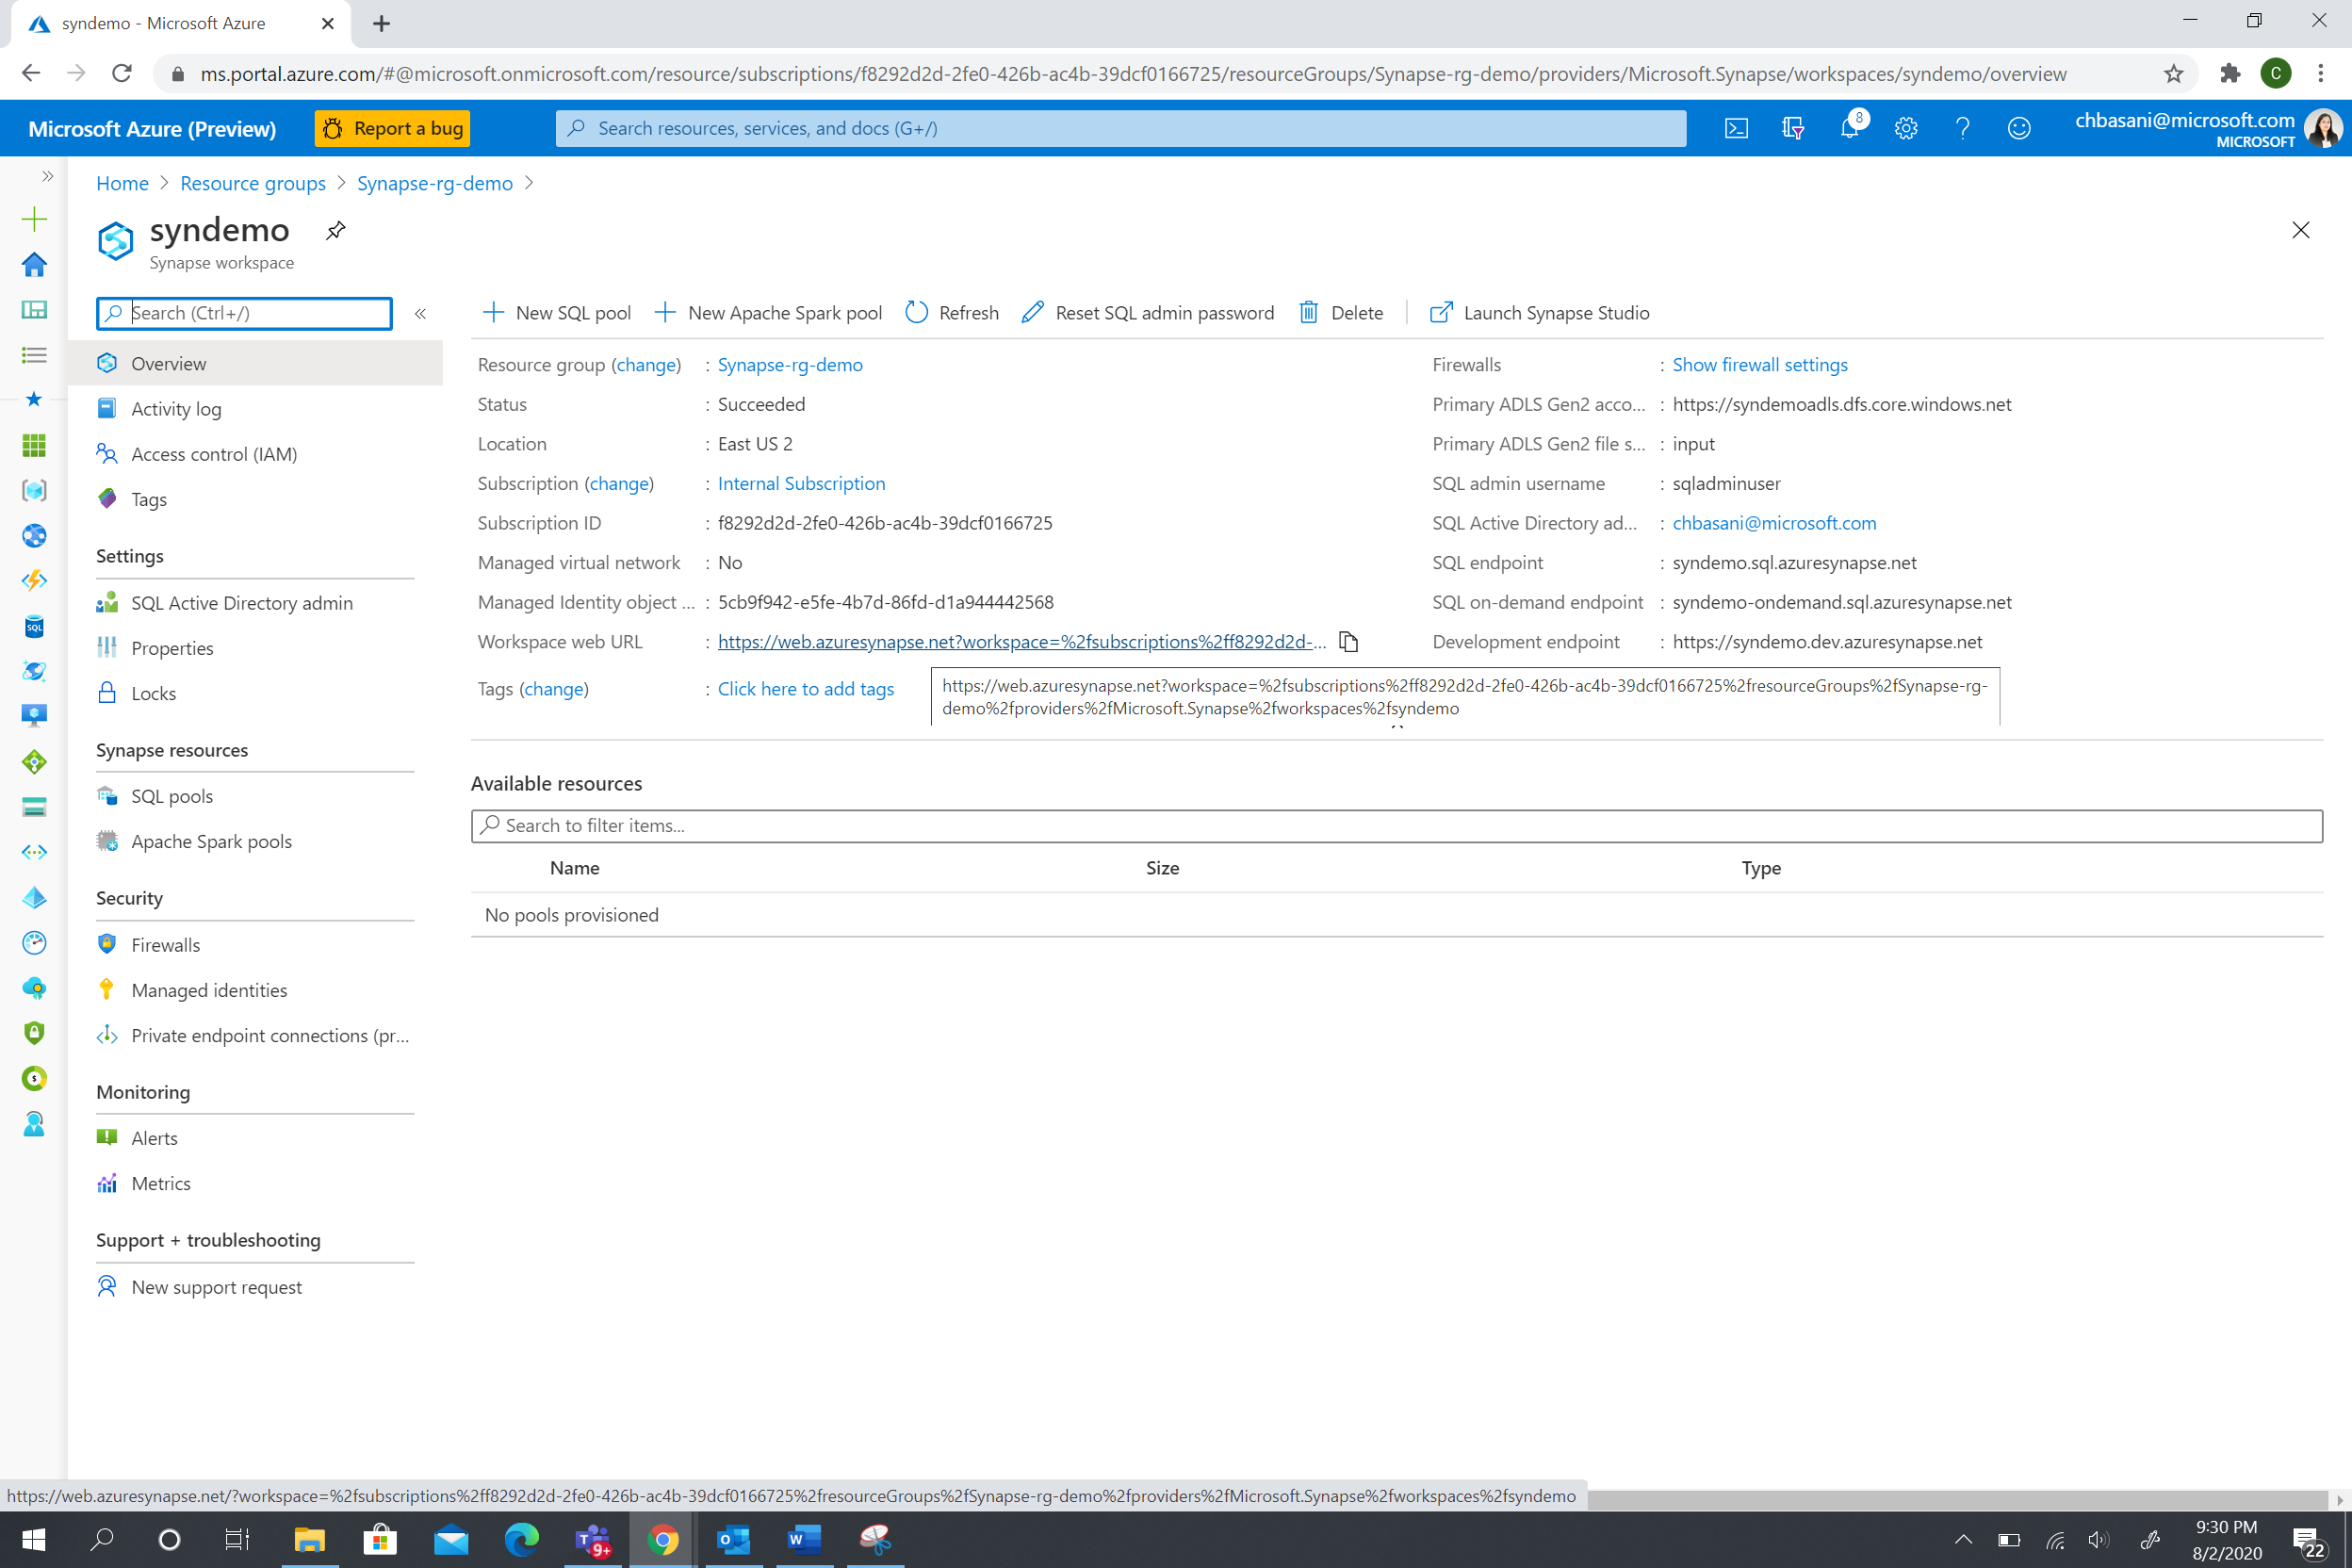 syndemo - Microsoft Azure
ms.portal.azure.com/#@microsoft.onmicrosoft.com/resource/subscriptions/f8292d2d-2fe0-426b-ac4b-39dcf0166725/resourceGroups/Synapse-rg-demo/providers/Microsoft.Synapse/workspaces/syndemo/overview
C
Microsoft Azure (Preview)
Report a bug
Search resources, services, and docs (G+/)
8
chbasani@microsoft.com
MICROSOFT
Home > Resource groups > Synapse-rg-demo >
syndemo
Synapse workspace
Search (Ctrl+/)
Overview
Activity log
Access control (IAM)
Tags
Settings
SQL Active Directory admin
Properties
Locks
Synapse resources
SQL pools
Apache Spark pools
Security
Firewalls
Managed identities
Private endpoint connections (pr...
Monitoring
Alerts
Metrics
Support + troubleshooting
New support request
New SQL pool
New Apache Spark pool
Refresh
Reset SQL admin password
Delete
Launch Synapse Studio
Resource group (change) : Synapse-rg-demo
Status : Succeeded
Location : East US 2
Subscription (change) : Internal Subscription
Subscription ID : f8292d2d-2fe0-426b-ac4b-39dcf0166725
Managed virtual network : No
Managed Identity object ... : 5cb9f942-e5fe-4b7d-86fd-d1a944442568
Workspace web URL : https://web.azuresynapse.net?workspace=%2fsubscriptions%2ff8292d2d-...
Tags (change) : Click here to add tags
Firewalls : Show firewall settings
Primary ADLS Gen2 acco... : https://syndemoadls.dfs.core.windows.net
Primary ADLS Gen2 file s... : input
SQL admin username : sqladminuser
SQL Active Directory ad... : chbasani@microsoft.com
SQL endpoint : syndemo.sql.azuresynapse.net
SQL on-demand endpoint : syndemo-ondemand.sql.azuresynapse.net
Development endpoint : https://syndemo.dev.azuresynapse.net
https://web.azuresynapse.net?workspace=%2fsubscriptions%2ff8292d2d-2fe0-426b-ac4b-39dcf0166725%2fresourceGroups%2fSynapse-rg-
demo%2fproviders%2fMicrosoft.Synapse%2fworkspaces%2fsyndemo
Available resources
Search to filter items...
Name Size Type
No pools provisioned
https://web.azuresynapse.net/?workspace=%2fsubscriptions%2ff8292d2d-2fe0-426b-ac4b-39dcf0166725%2fresourceGroups%2fSynapse-rg-demo%2fproviders%2fMicrosoft.Synapse%2fworkspaces%2fsyndemo
9+
9:30 PM
8/2/2020
22